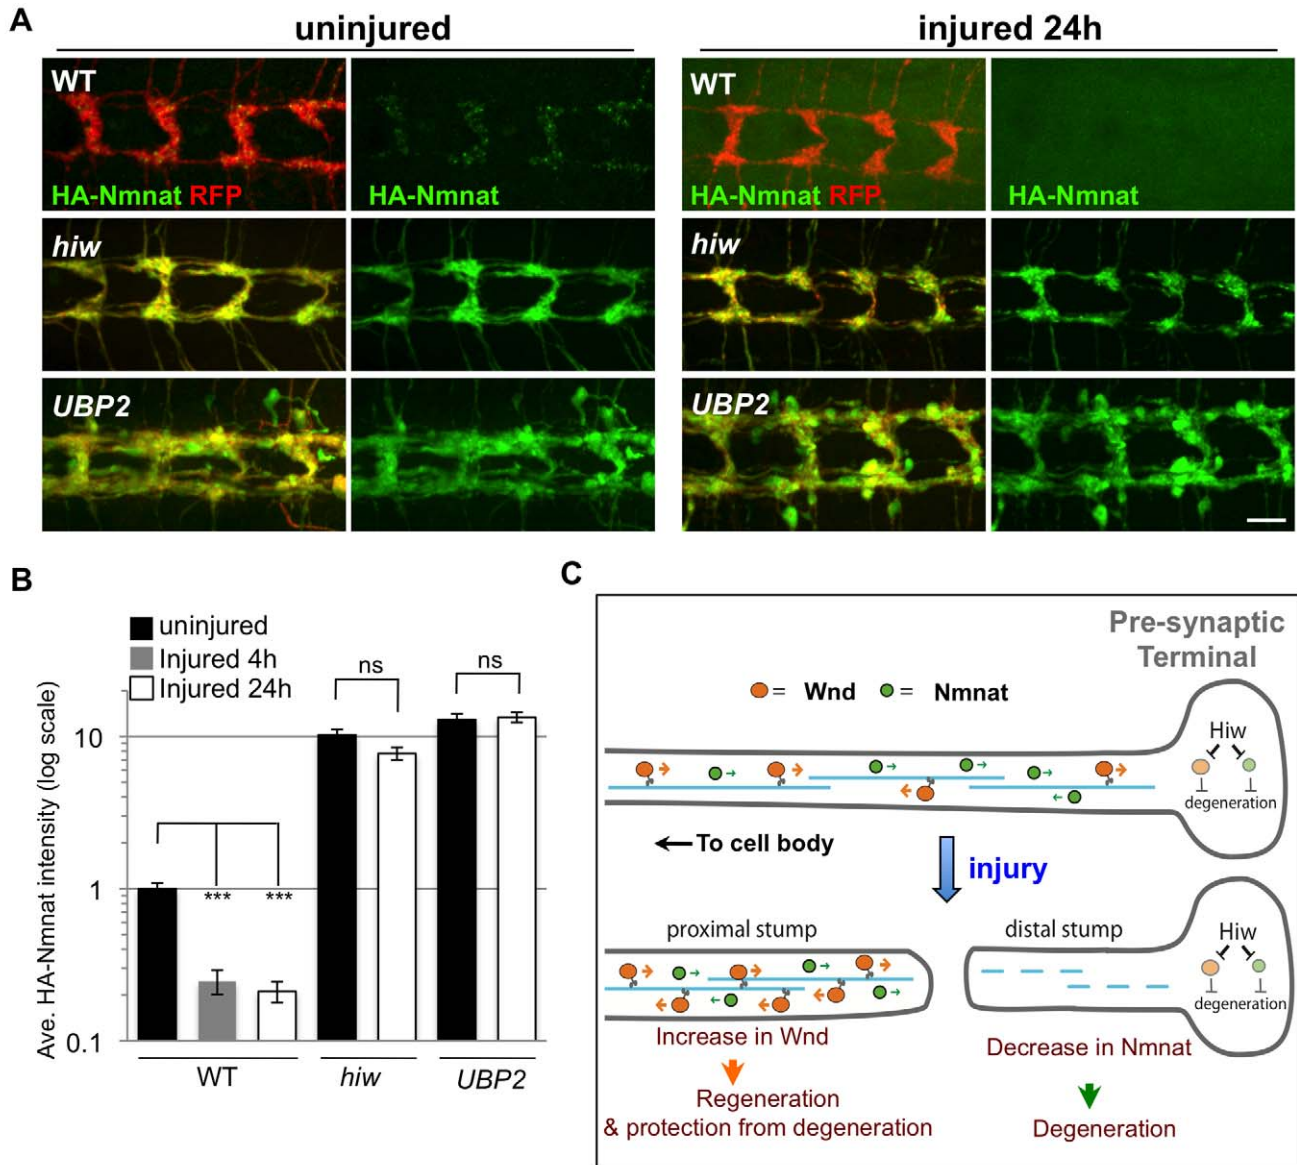 A
uninjured
injured 24h
WT
HA-Nmnat RFP
HA-Nmnat
WT
HA-Nmnat RFP
HA-Nmnat
hiw
hiw
UBP2
UBP2
B
uninjured
Injured 4h
Injured 24h
Ave. HA-Nmnat intensity (log scale)
10
1
0.1
***
***
ns
ns
WT
hiw
UBP2
C
Pre-synaptic
Terminal
= Wnd
= Nmnat
Hiw
degeneration
To cell body
injury
proximal stump
distal stump
Hiw
degeneration
Increase in Wnd
Decrease in Nmnat
Regeneration
& protection from degeneration
Degeneration